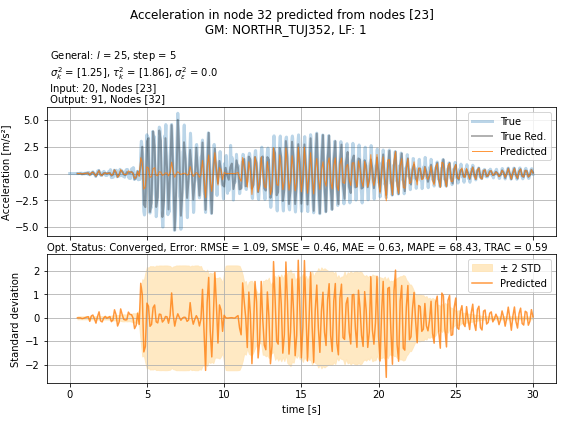 Acceleration in node 32 predicted from nodes [23]
GM: NORTHR_TUJ352, LF: 1
General: l = 25, step = 5
σ²ₖ = [1.25], τ²ₖ = [1.86], σ²ε = 0.0
Input: 20, Nodes [23]
Output: 91, Nodes [32]
Acceleration [m/s²]
5.0
2.5
0.0
−2.5
−5.0
True
True Red.
Predicted
Opt. Status: Converged, Error: RMSE = 1.09, SMSE = 0.46, MAE = 0.63, MAPE = 68.43, TRAC = 0.59
Standard deviation
2
1
0
−1
−2
± 2 STD
Predicted
0 5 10 15 20 25 30
time [s]